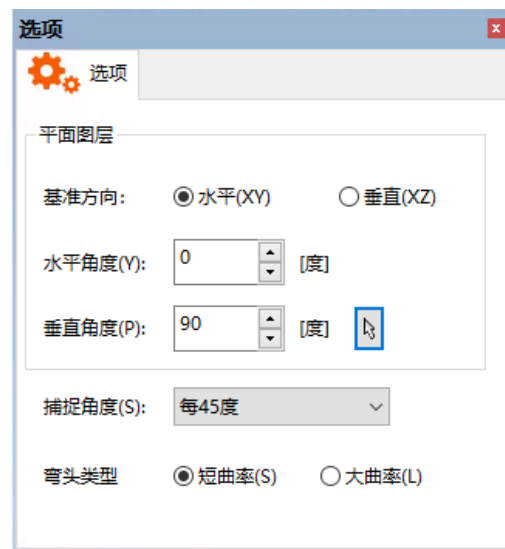 选项
选项
平面图层
基准方向: 水平(XY) 垂直(XZ)
水平角度(Y): 0 [度]
垂直角度(P): 90 [度]
捕捉角度(S): 每45度
弯头类型 短曲率(S) 大曲率(L)